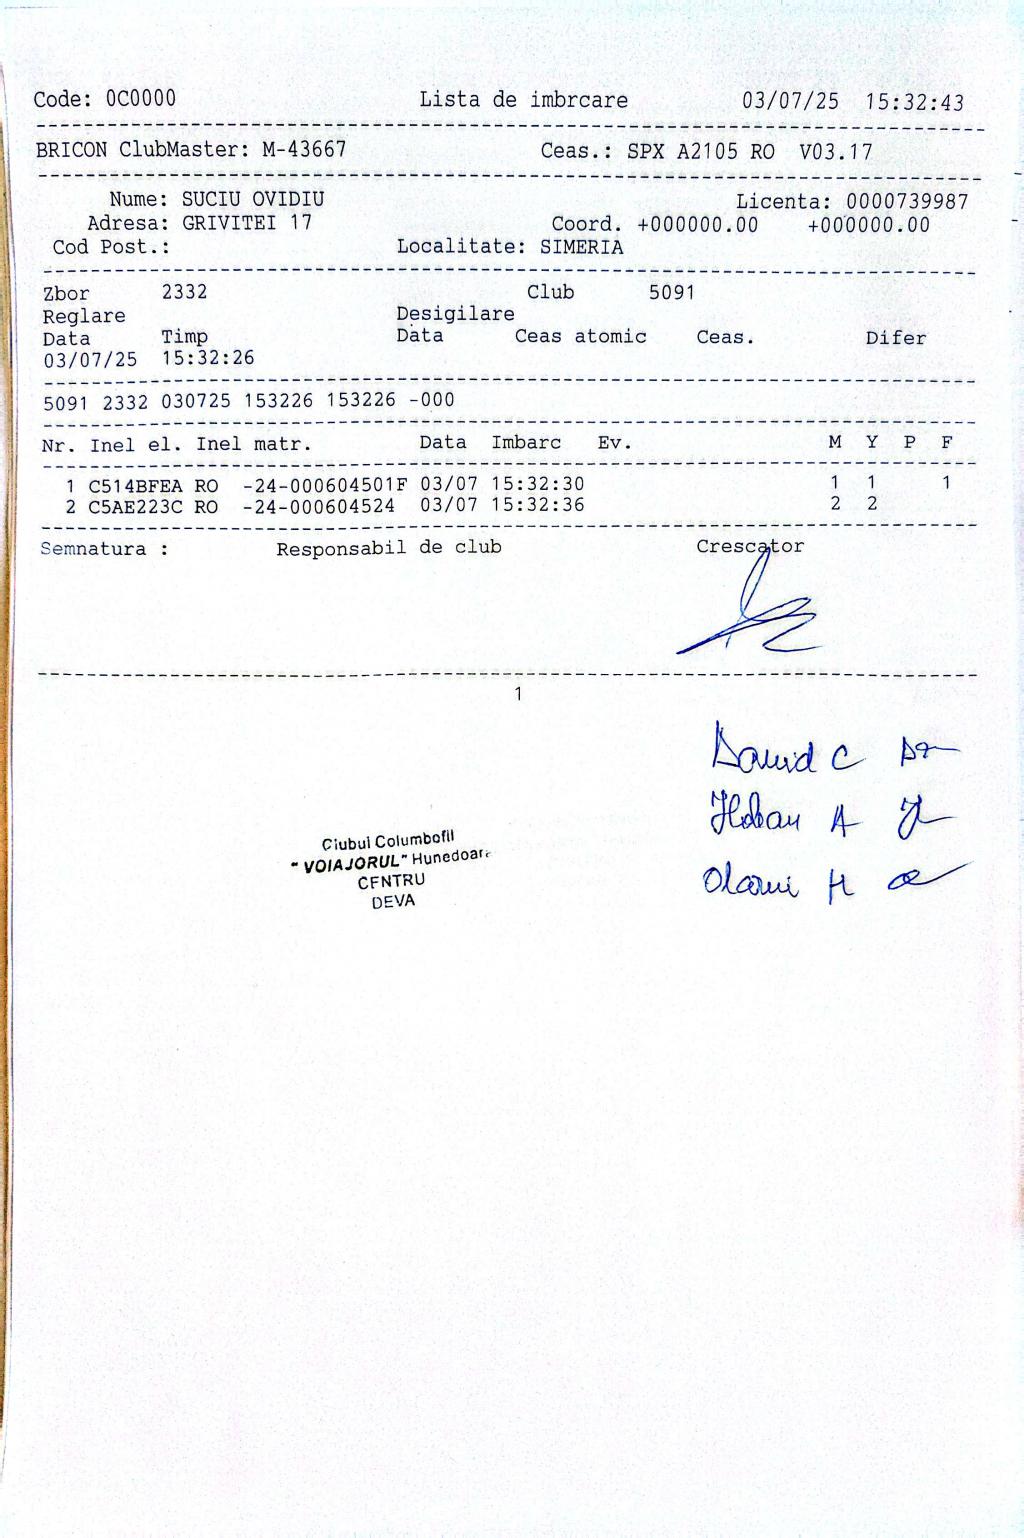 Code: 0C0000 Lista de imbrcare 03/07/25 15:32:43
BRICON ClubMaster: M-43667 Ceas.: SPX A2105 RO V03.17
Nume: SUCIU OVIDIU Licenta: 0000739987
Adresa: GRIVITEI 17 Coord. +000000.00 +000000.00
Cod Post.: Localitate: SIMERIA
Zbor 2332 Club 5091
Reglare Desigilare
Data Timp Data Ceas atomic Ceas. Difer
03/07/25 15:32:26
5091 2332 030725 153226 153226 -000
Nr. Inel el. Inel matr. Data Imbarc Ev. M Y P F
1 C514BFEA RO -24-000604501F 03/07 15:32:30 1 1 1
2 C5AE223C RO -24-000604524 03/07 15:32:36 2 2
Semnatura : Responsabil de club Crescator
1
David C
A
H
Clubul Columbofil
"VOIAJORUL" Hunedoara
CENTRU
DEVA